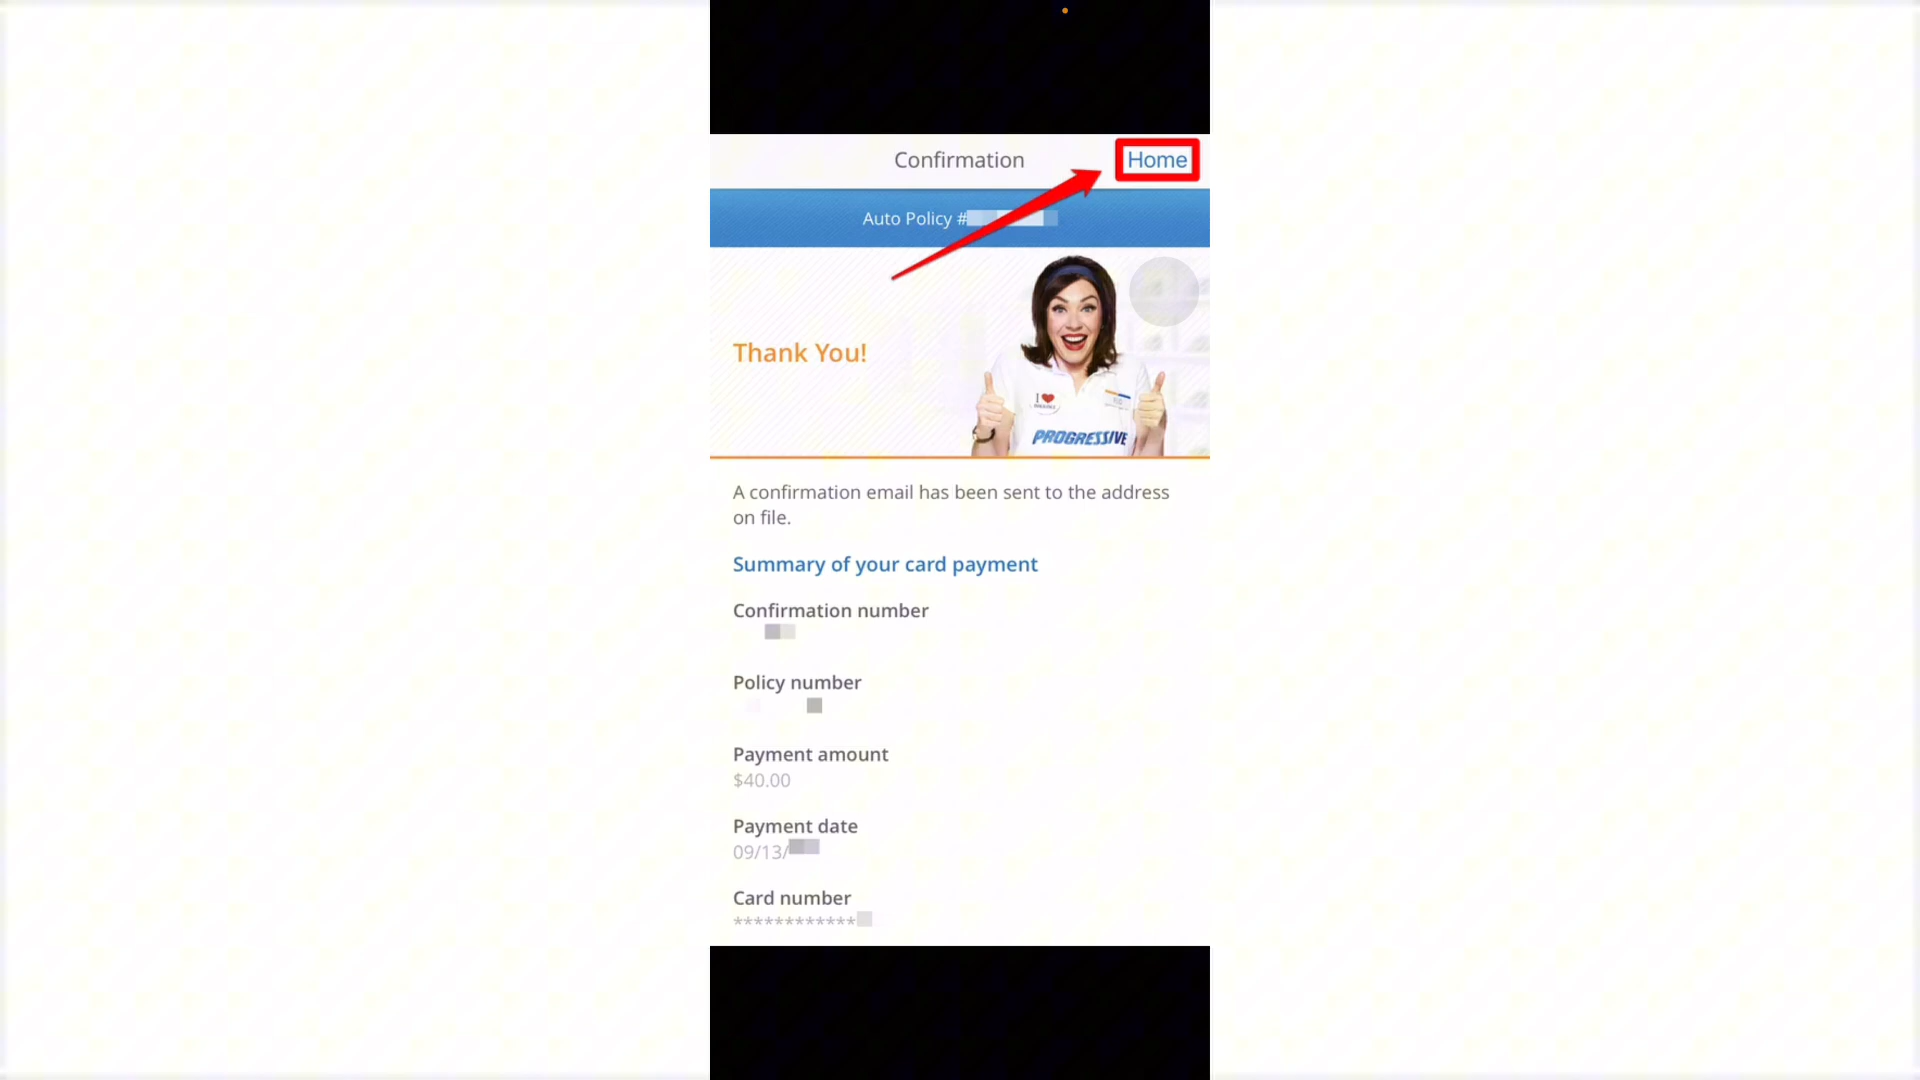 Confirmation
Home
Auto Policy #
Thank You!
I
PROGRESSIVE
A confirmation email has been sent to the address
on file.
Summary of your card payment
Confirmation number
Policy number
Payment amount
$40.00
Payment date
09/13/
Card number
************